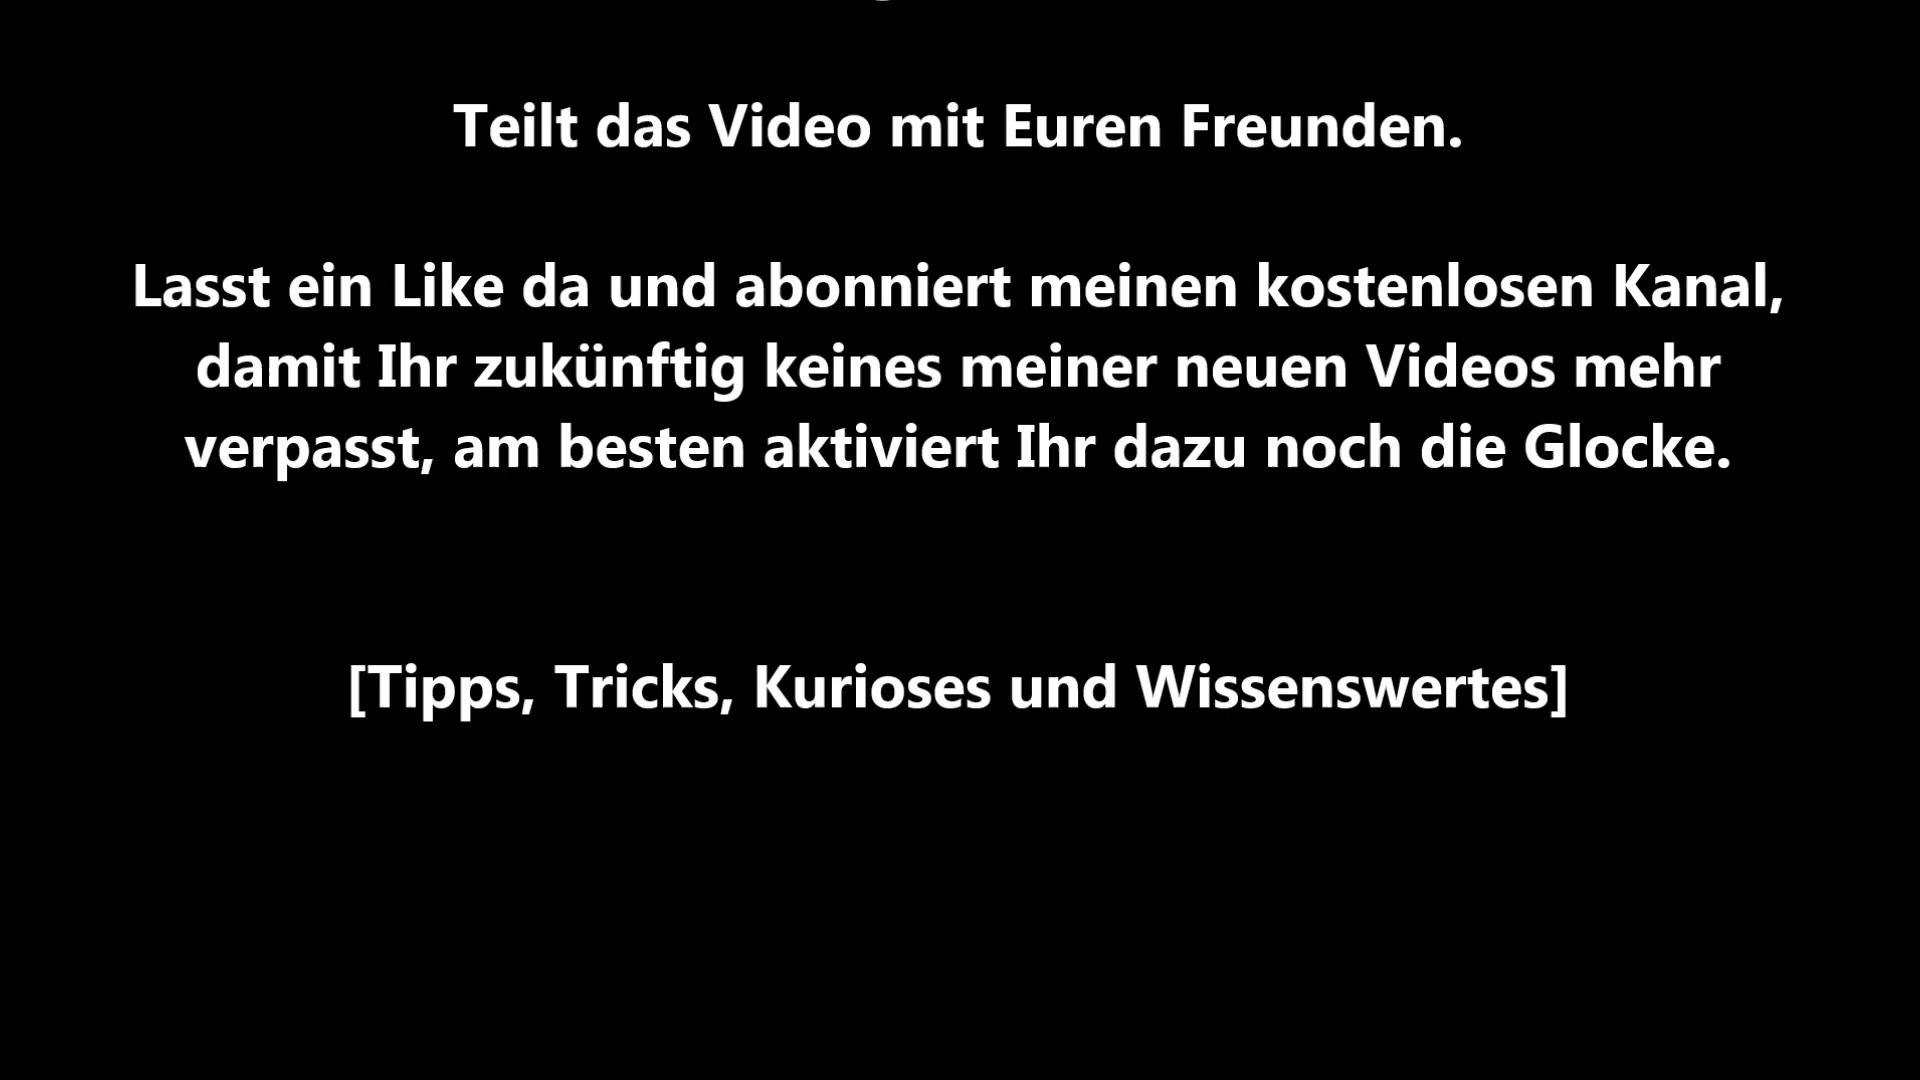 Teilt das Video mit Euren Freunden.
Lasst ein Like da und abonniert meinen kostenlosen Kanal,
damit Ihr zukünftig keines meiner neuen Videos mehr
verpasst, am besten aktiviert Ihr dazu noch die Glocke.
[Tipps, Tricks, Kurioses und Wissenswertes]